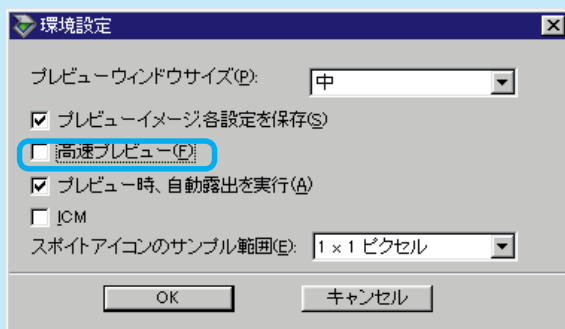 環境設定
プレビューウィンドウサイズ(P): 中
プレビューイメージ,各設定を保存(S)
高速プレビュー(F)
プレビュー時、自動露出を実行(A)
ICM
スポイトアイコンのサンプル範囲(E): 1 × 1 ピクセル
OK キャンセル